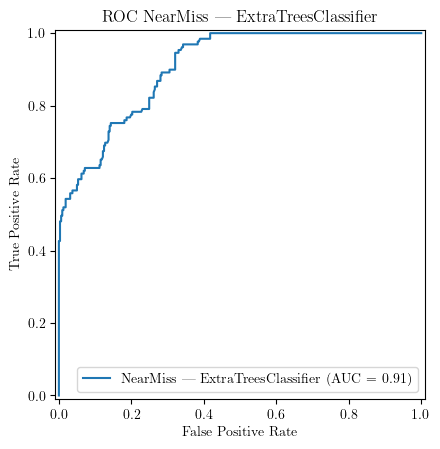 ROC NearMiss — ExtraTreesClassifier
1.0
0.8
0.6
0.4
0.2
0.0
True Positive Rate
NearMiss — ExtraTreesClassifier (AUC = 0.91)
0.0 0.2 0.4 0.6 0.8 1.0
False Positive Rate